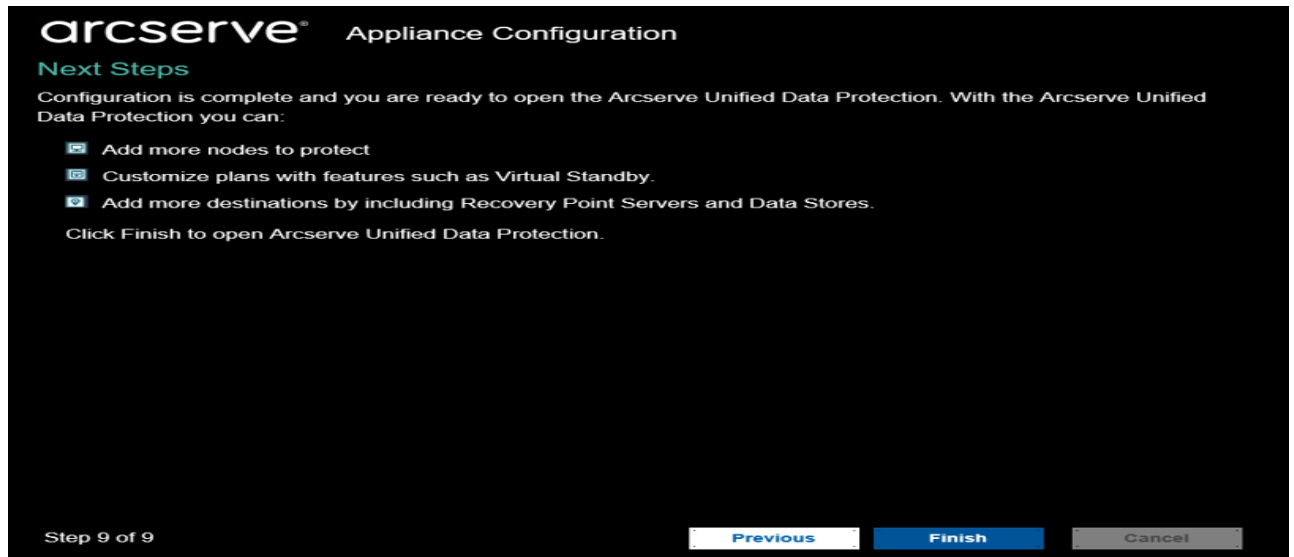 arcserve® Appliance Configuration
Next Steps
Configuration is complete and you are ready to open the Arcserve Unified Data Protection. With the Arcserve Unified
Data Protection you can:
Add more nodes to protect
Customize plans with features such as Virtual Standby.
Add more destinations by including Recovery Point Servers and Data Stores.
Click Finish to open Arcserve Unified Data Protection.
Step 9 of 9 Previous Finish Cancel